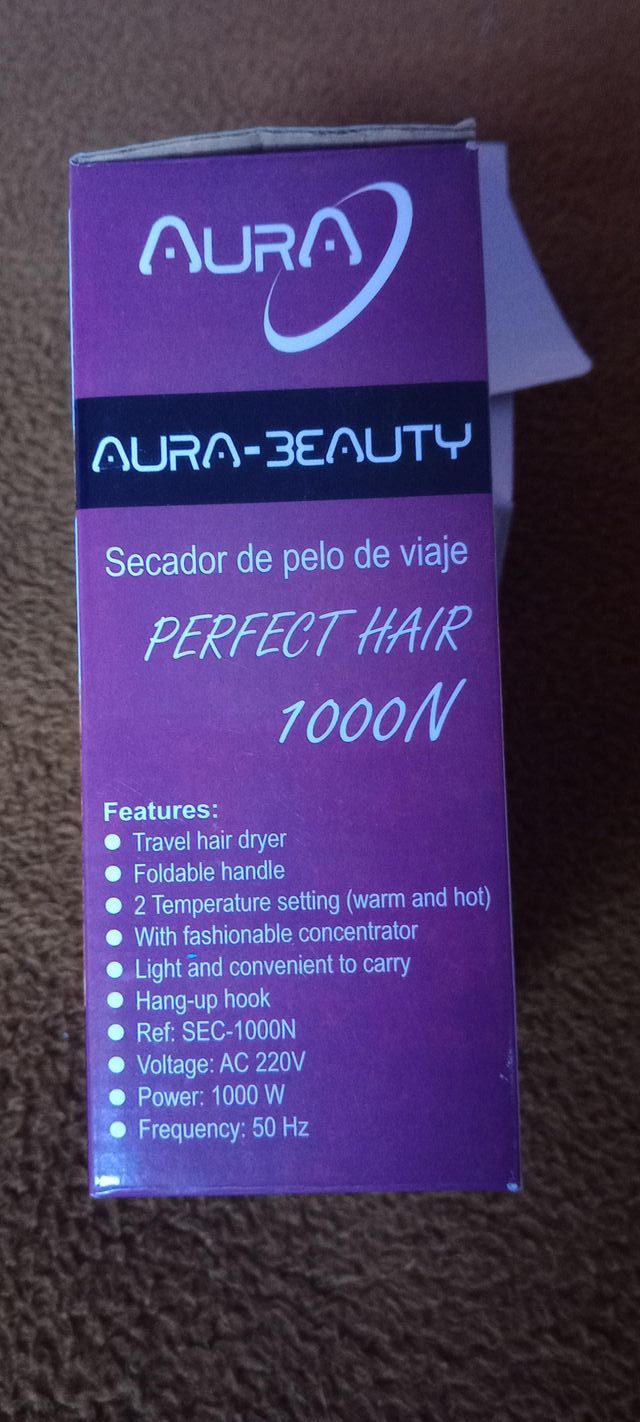 AURA
AURA-BEAUTY
Secador de pelo de viaje
PERFECT HAIR
1000N
Features:
● Travel hair dryer
● Foldable handle
● 2 Temperature setting (warm and hot)
● With fashionable concentrator
● Light and convenient to carry
● Hang-up hook
● Ref: SEC-1000N
● Voltage: AC 220V
● Power: 1000 W
● Frequency: 50 Hz